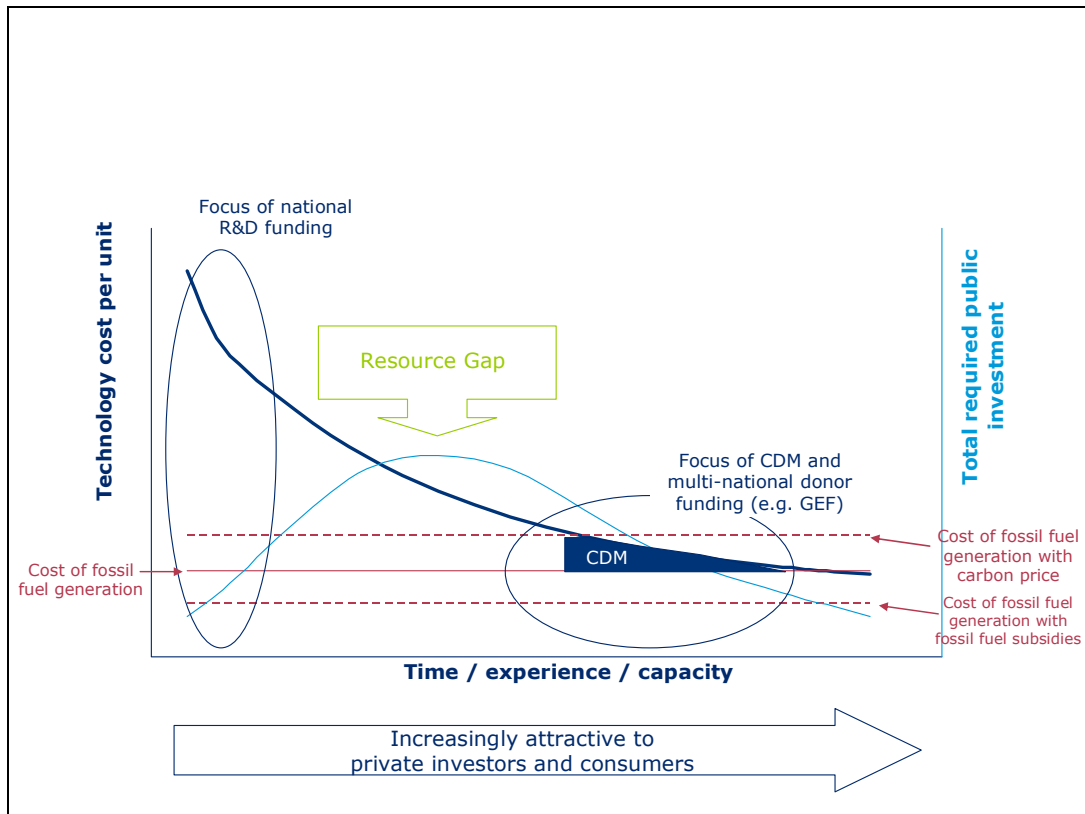 Focus of national
R&D funding
Technology cost per unit
Total required public
investment
Resource Gap
Focus of CDM and
multi-national donor
funding (e.g. GEF)
CDM
Cost of fossil
fuel generation
Cost of fossil fuel
generation with
carbon price
Cost of fossil fuel
generation with
fossil fuel subsidies
Time / experience / capacity
Increasingly attractive to
private investors and consumers